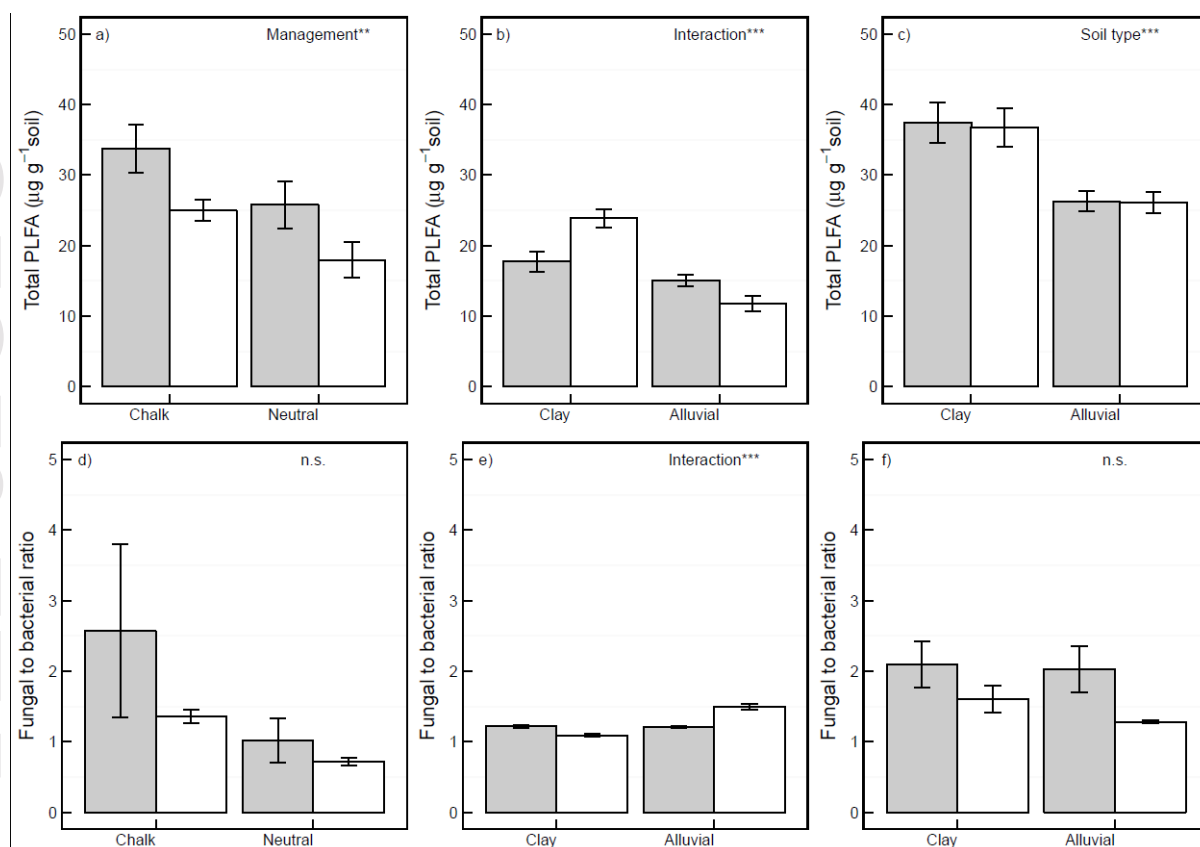 a) Management**
50
40
30
20
10
0
Total PLFA (μg g⁻¹soil)
Chalk Neutral
b) Interaction***
50
40
30
20
10
0
Total PLFA (μg g⁻¹soil)
Clay Alluvial
c) Soil type***
50
40
30
20
10
0
Total PLFA (μg g⁻¹soil)
Clay Alluvial
d) n.s.
5
4
3
2
1
0
Fungal to bacterial ratio
Chalk Neutral
e) Interaction***
5
4
3
2
1
0
Fungal to bacterial ratio
Clay Alluvial
f) n.s.
5
4
3
2
1
0
Fungal to bacterial ratio
Clay Alluvial